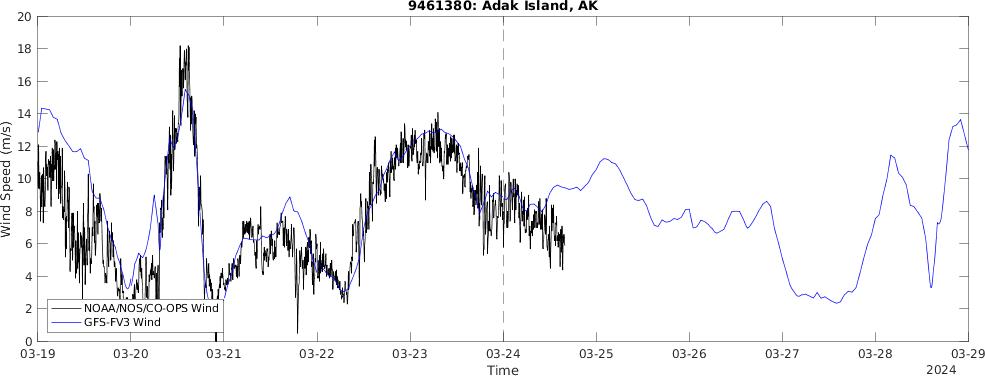 9461380: Adak Island, AK
Wind Speed (m/s)
20
18
16
14
12
10
8
6
4
2
0
NOAA/NOS/CO-OPS Wind
GFS-FV3 Wind
03-19 03-20 03-21 03-22 03-23 03-24 03-25 03-26 03-27 03-28 03-29
Time
2024